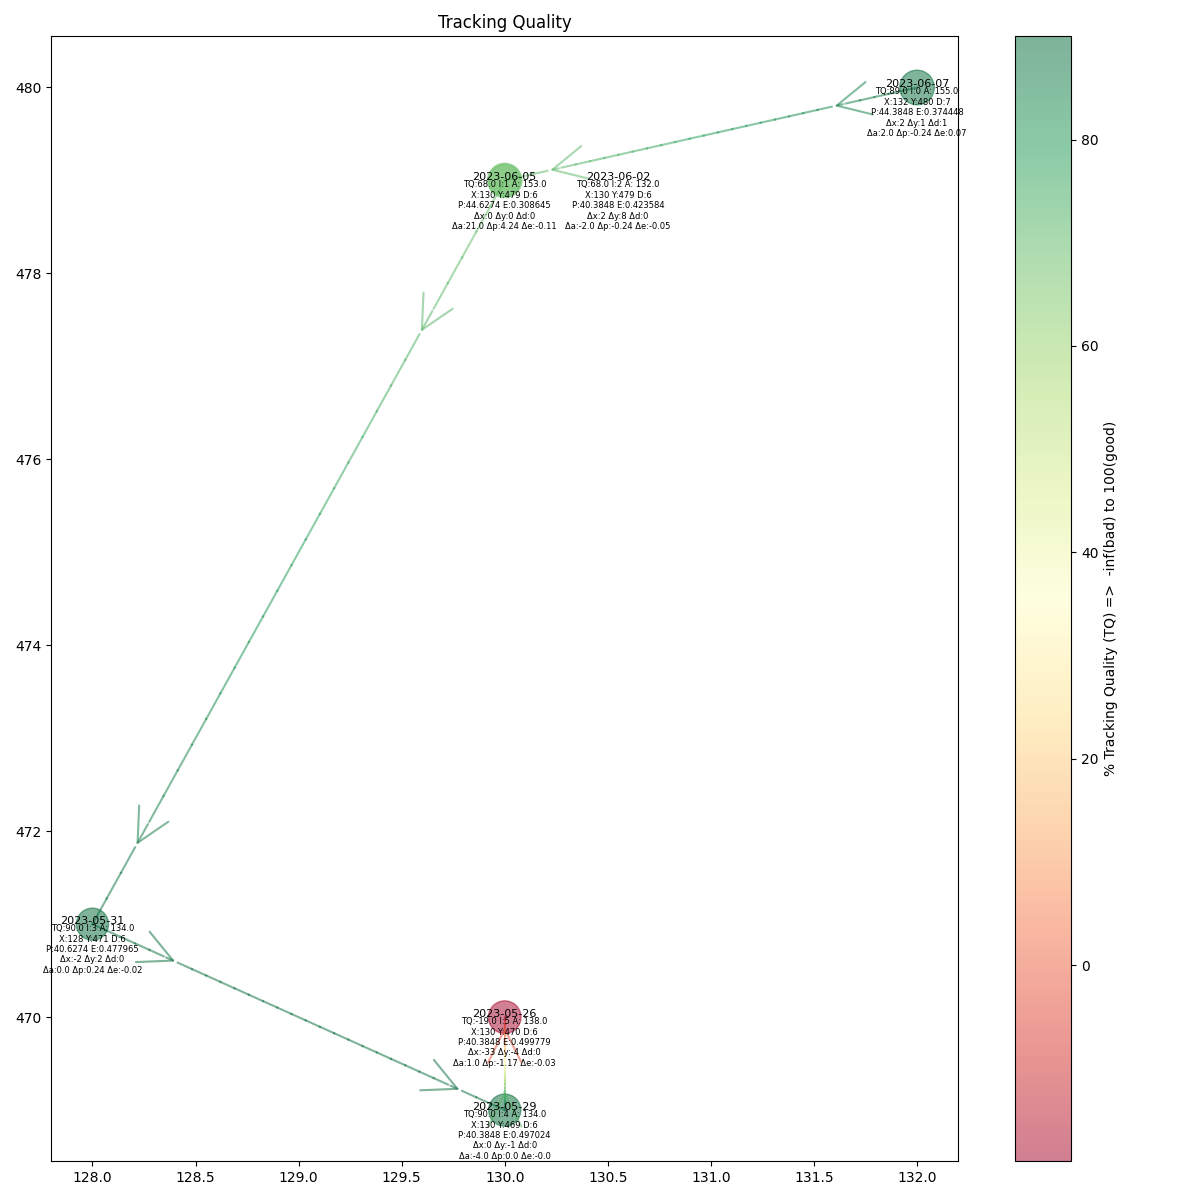 Tracking Quality
480
478
476
474
472
470
128.0
128.5
129.0
129.5
130.0
130.5
131.0
131.5
132.0
2023-06-07
TQ:89.0 I:0 A: 155.0
X:132 Y:480 D:7
P:44.3848 E:0.374448
Δx:2 Δy:1 Δd:1
Δa:2.0 Δp:-0.24 Δe:0.07
2023-06-05
TQ:68.0 I:1 A: 153.0
X:130 Y:479 D:6
P:44.6274 E:0.308645
Δx:0 Δy:0 Δd:0
Δa:21.0 Δp:4.24 Δe:-0.11
2023-06-02
TQ:68.0 I:2 A: 132.0
X:130 Y:479 D:6
P:40.3848 E:0.423584
Δx:2 Δy:8 Δd:0
Δa:-2.0 Δp:-0.24 Δe:-0.05
2023-05-31
TQ:90.0 I:3 A: 134.0
X:128 Y:471 D:6
P:40.6274 E:0.477965
Δx:-2 Δy:2 Δd:0
Δa:0.0 Δp:0.24 Δe:-0.02
2023-05-26
TQ:-19.0 I:5 A: 138.0
X:130 Y:470 D:6
P:40.3848 E:0.499779
Δx:-33 Δy:-4 Δd:0
Δa:1.0 Δp:-1.17 Δe:-0.03
2023-05-29
TQ:90.0 I:4 A: 134.0
X:130 Y:469 D:6
P:40.3848 E:0.497024
Δx:0 Δy:-1 Δd:0
Δa:-4.0 Δp:0.0 Δe:-0.0
80
60
40
20
0
% Tracking Quality (TQ) => -inf(bad) to 100(good)